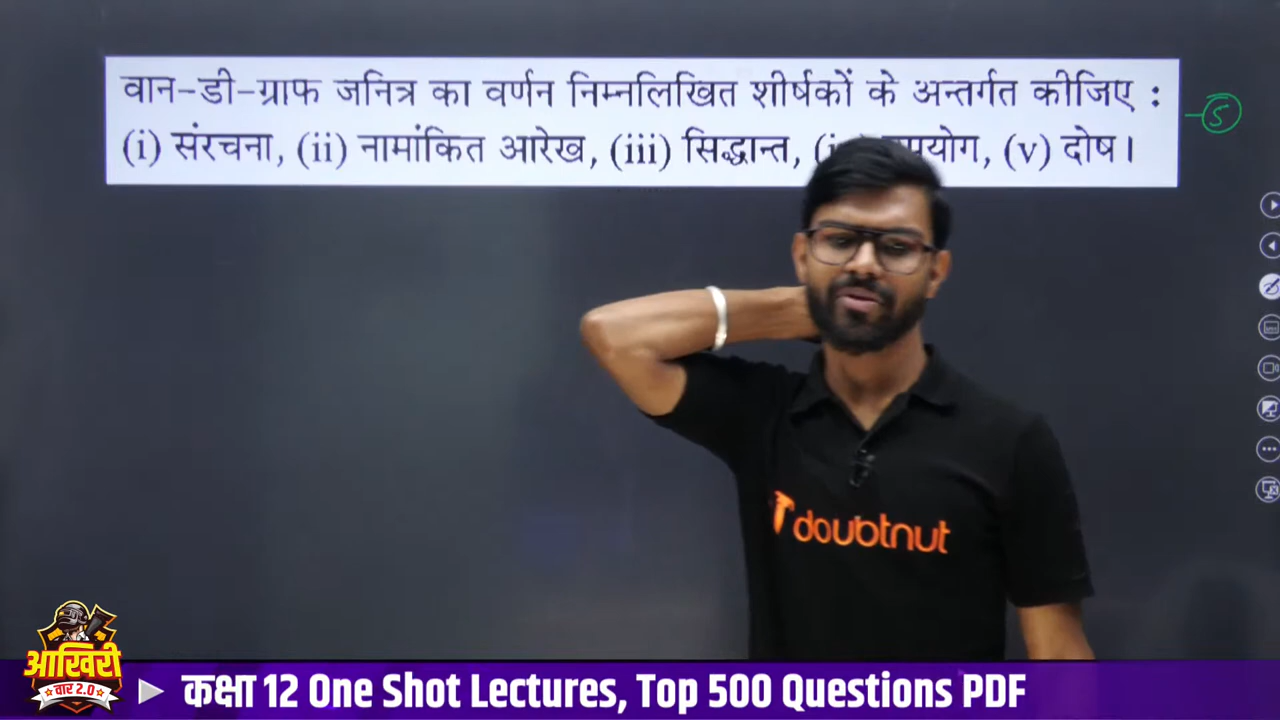 वान-डी-ग्राफ जनित्र का वर्णन निम्नलिखित शीर्षकों के अन्तर्गत कीजिए :
5
(i) संरचना, (ii) नामांकित आरेख, (iii) सिद्धान्त, (v) दोष।
doubtnut
आखिरी
वार 2.0
कक्षा 12 One Shot Lectures, Top 500 Questions PDF